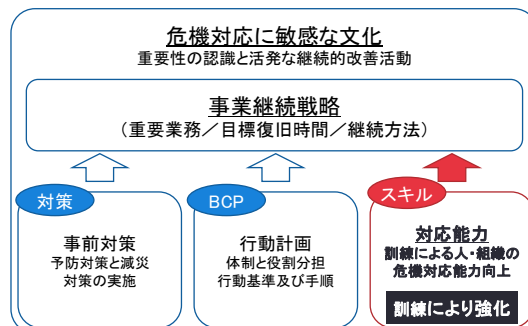 危機対応に敏感な文化
重要性の認識と活発な継続的改善活動
事業継続戦略
（重要業務／目標復旧時間／継続方法）
対策
事前対策
予防対策と減災
対策の実施
BCP
行動計画
体制と役割分担
行動基準及び手順
スキル
対応能力
訓練による人・組織の
危機対応能力向上
訓練により強化